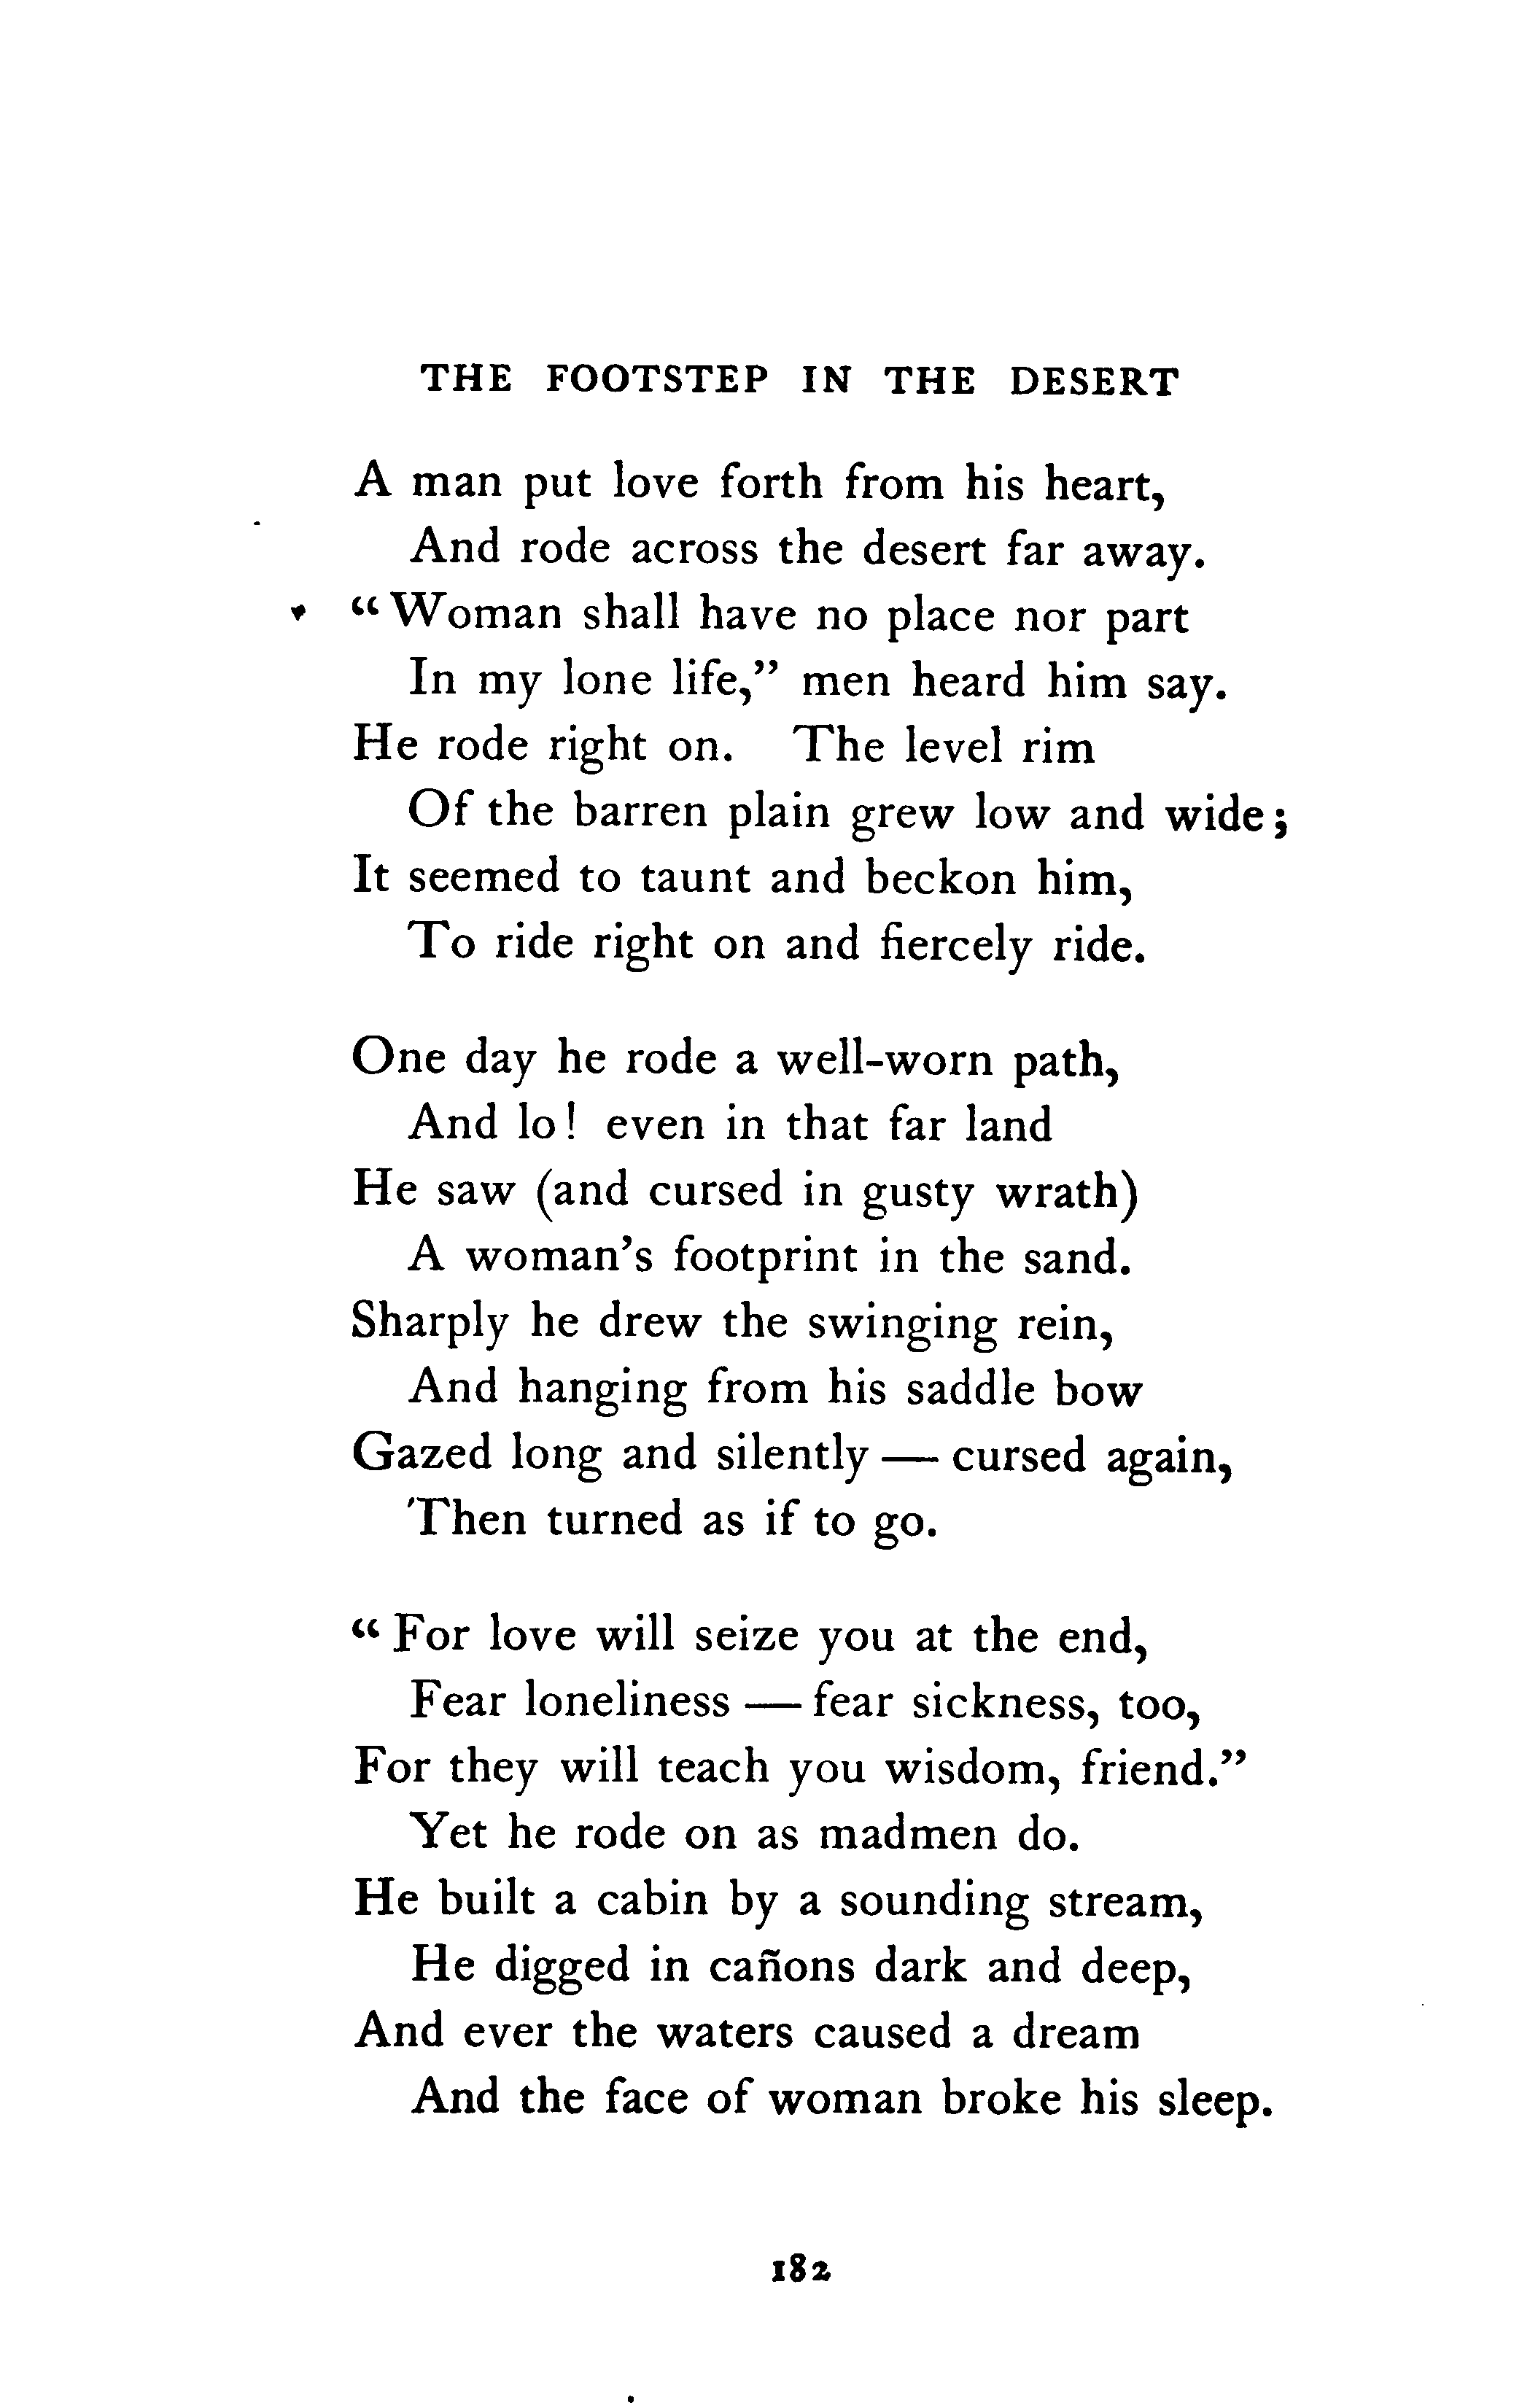 THE FOOTSTEP IN THE DESERT
A man put love forth from his heart,
And rode across the desert far away.
“Woman shall have no place nor part
In my lone life,” men heard him say.
He rode right on. The level rim
Of the barren plain grew low and wide;
It seemed to taunt and beckon him,
To ride right on and fiercely ride.
One day he rode a well-worn path,
And lo! even in that far land
He saw (and cursed in gusty wrath)
A woman’s footprint in the sand.
Sharply he drew the swinging rein,
And hanging from his saddle bow
Gazed long and silently — cursed again,
Then turned as if to go.
“For love will seize you at the end,
Fear loneliness — fear sickness, too,
For they will teach you wisdom, friend.”
Yet he rode on as madmen do.
He built a cabin by a sounding stream,
He digged in cañons dark and deep,
And ever the waters caused a dream
And the face of woman broke his sleep.
182